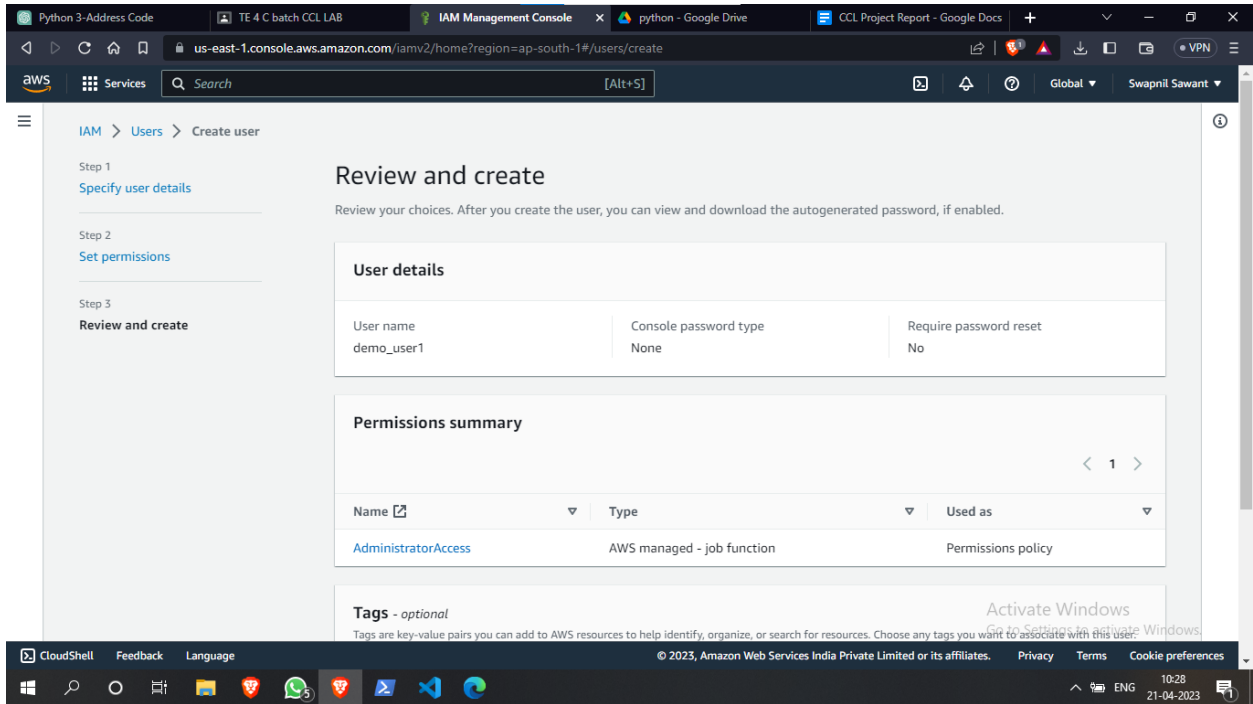 Python 3-Address Code
TE 4 C batch CCL LAB
IAM Management Console
python - Google Drive
CCL Project Report - Google Docs
us-east-1.console.aws.amazon.com/iamv2/home?region=ap-south-1#/users/create
VPN
aws
Services
Search
[Alt+S]
Global
Swapnil Sawant
IAM > Users > Create user
Step 1
Specify user details
Step 2
Set permissions
Step 3
Review and create
Review and create
Review your choices. After you create the user, you can view and download the autogenerated password, if enabled.
User details
User name
demo_user1
Console password type
None
Require password reset
No
Permissions summary
1
Name Type Used as
AdministratorAccess AWS managed - job function Permissions policy
Tags - optional
Tags are key-value pairs you can add to AWS resources to help identify, organize, or search for resources. Choose any tags you want to associate with this user.
Activate Windows
Go to Settings to activate Windows.
CloudShell Feedback Language
© 2023, Amazon Web Services India Private Limited or its affiliates. Privacy Terms Cookie preferences
5
ENG
10:28
21-04-2023
1